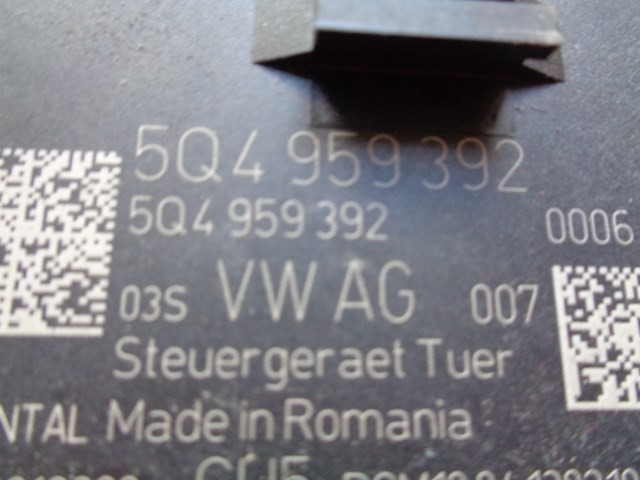 5Q4 959 392
5Q4 959 392 0006
03S VW AG 007
Steuergeraet Tuer
NTAL Made in Romania